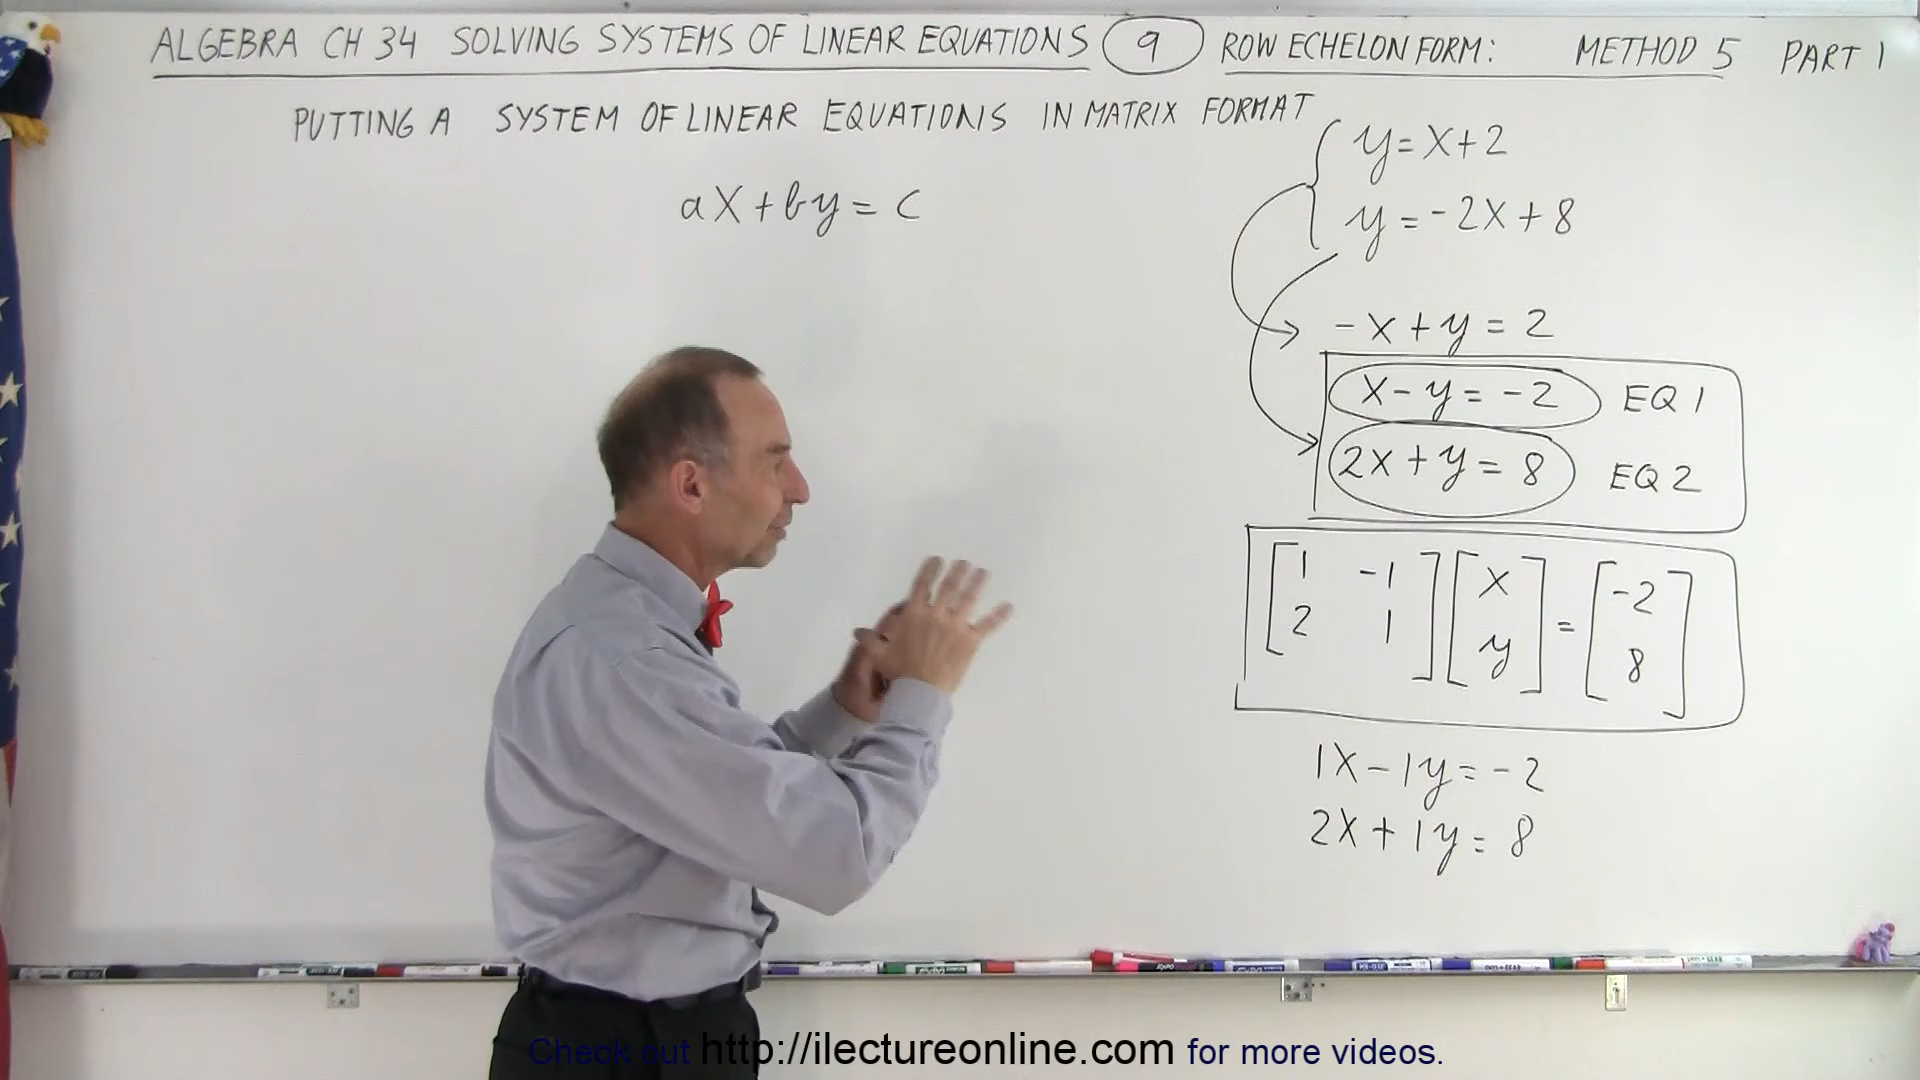 ALGEBRA CH 34 SOLVING SYSTEMS OF LINEAR EQUATIONS 9 ROW ECHELON FORM: METHOD 5 PART 1
PUTTING A SYSTEM OF LINEAR EQUATIONS IN MATRIX FORMAT
ax+by=c
y=x+2
y=-2x+8
-x+y=2
x-y=-2 EQ 1
2x+y=8 EQ 2
[1 -1] [x] = [-2]
[2 1] [y] [8]
1x-1y=-2
2x+1y=8
Check out http://ilectureonline.com for more videos.